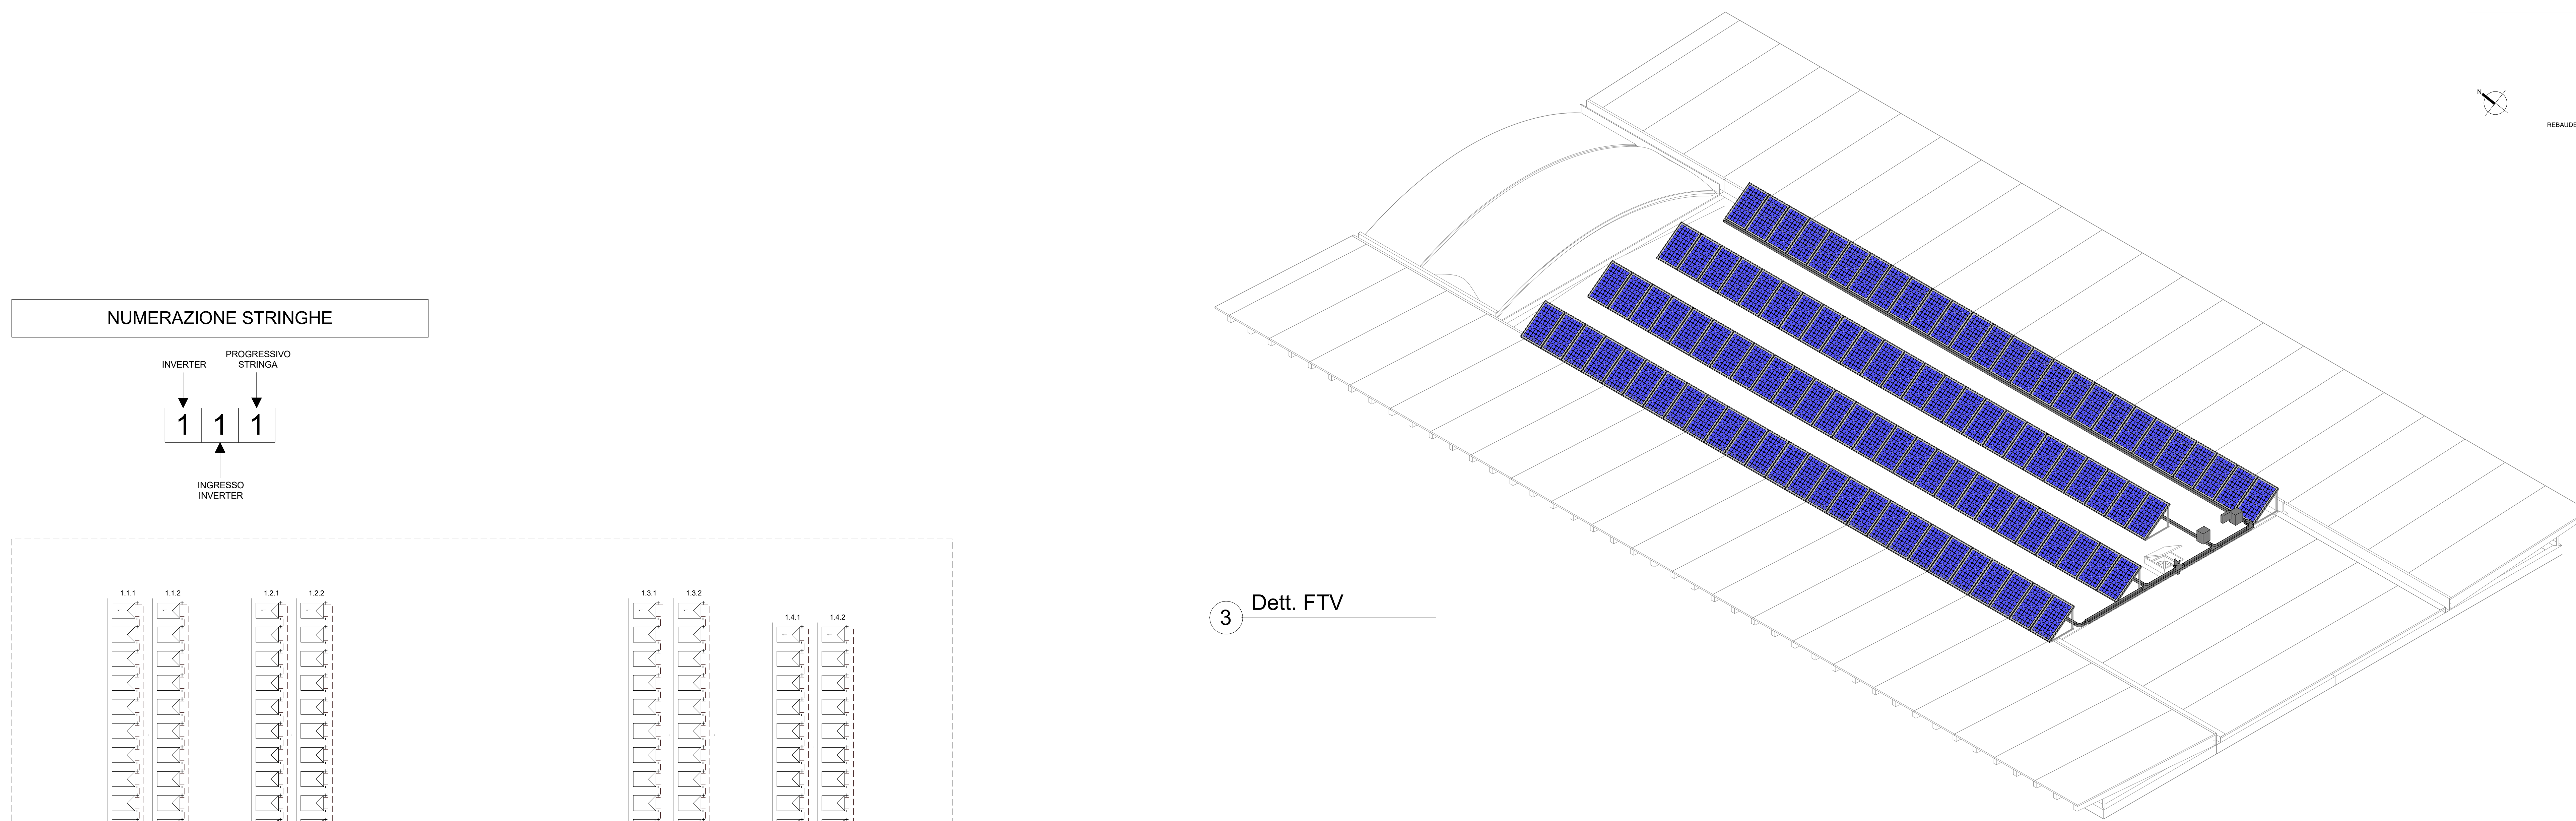 N
REBAUDE
NUMERAZIONE STRINGHE
INVERTER
PROGRESSIVO
STRINGA
1 1 1
INGRESSO
INVERTER
1.1.1 1.1.2 1.2.1 1.2.2 1.3.1 1.3.2
1.4.1 1.4.2
3 Dett. FTV